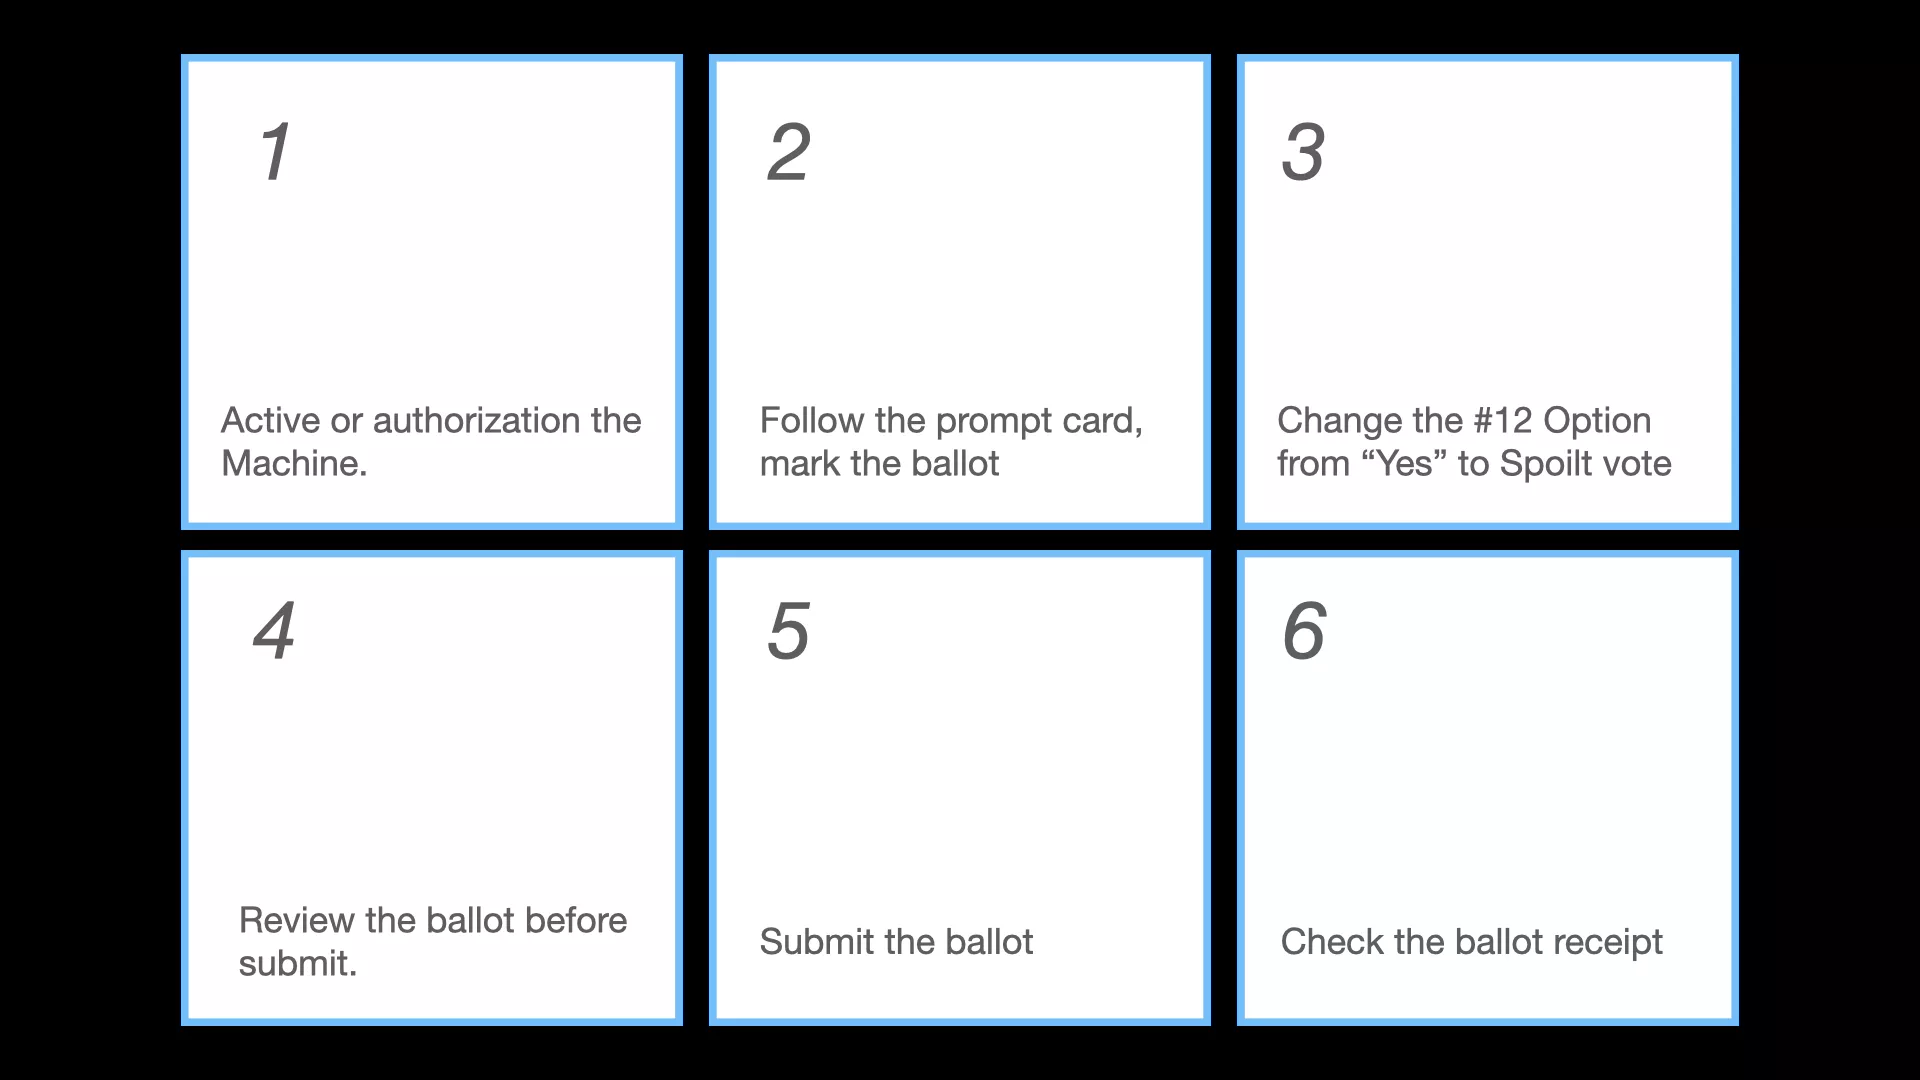 1
Active or authorization the
Machine.
2
Follow the prompt card,
mark the ballot
3
Change the #12 Option
from “Yes” to Spoilt vote
4
Review the ballot before
submit.
5
Submit the ballot
6
Check the ballot receipt